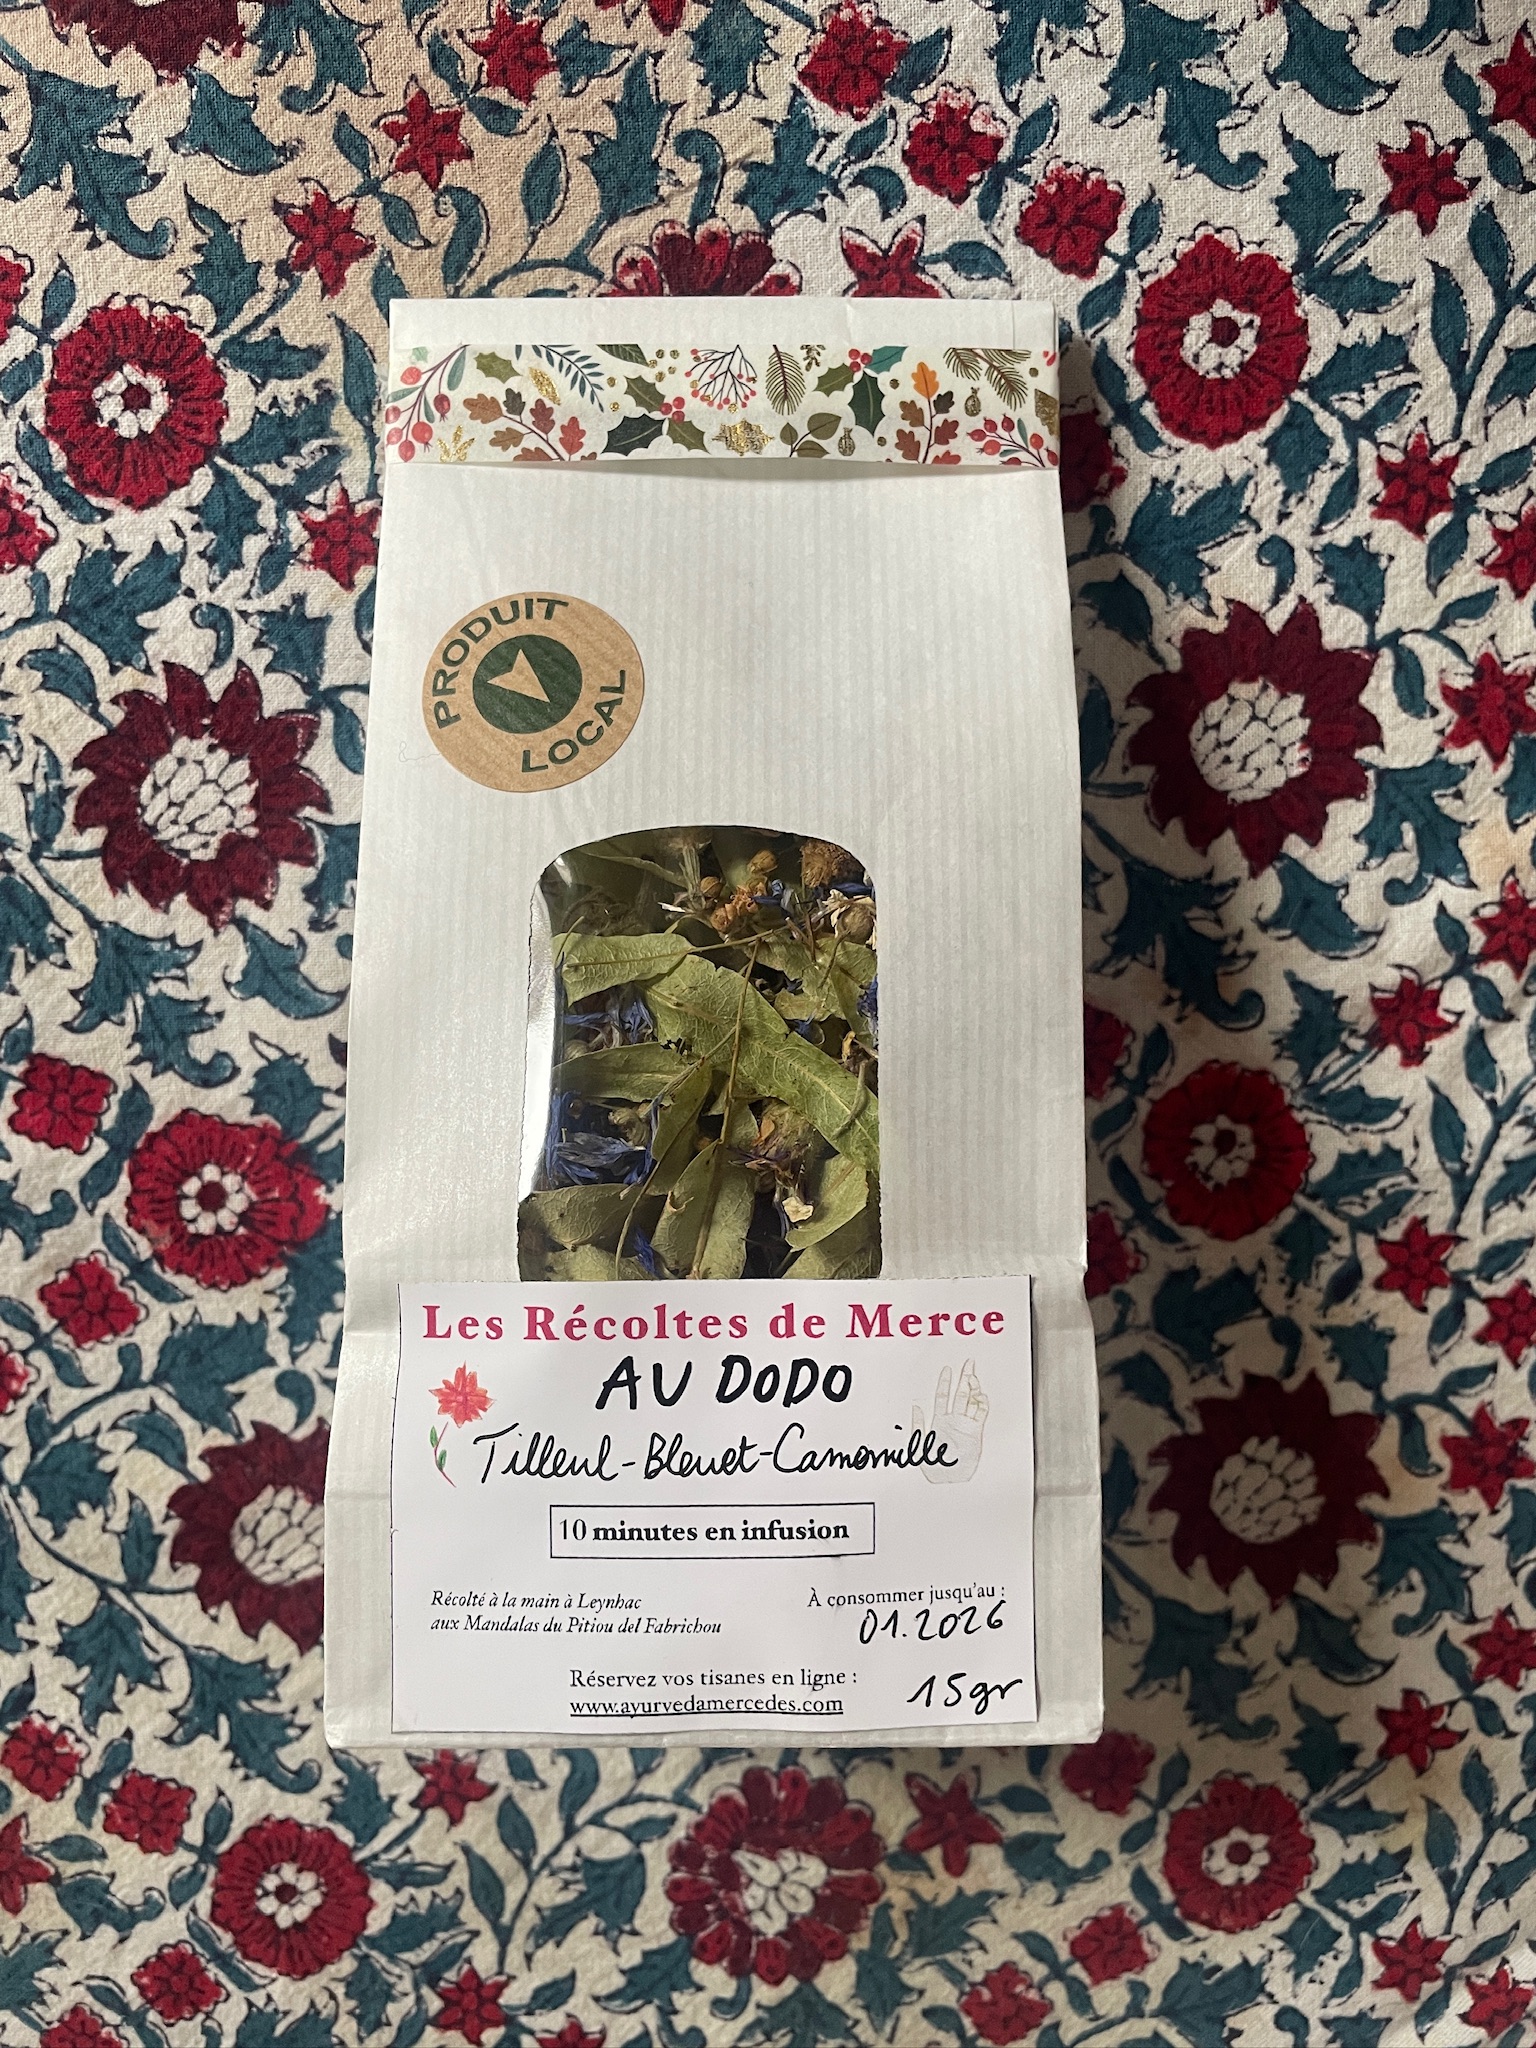 PRODUIT
LOCAL
Les Récoltes de Merce
AU DODO
Tilleul-Bleuet-Camomille
10 minutes en infusion
Récolté à la main à Leynhac
aux Mandalas du Pitiou del Fabrichou
À consommer jusqu'au :
01.2026
Réservez vos tisanes en ligne :
www.ayurvedamercedes.com
15gr